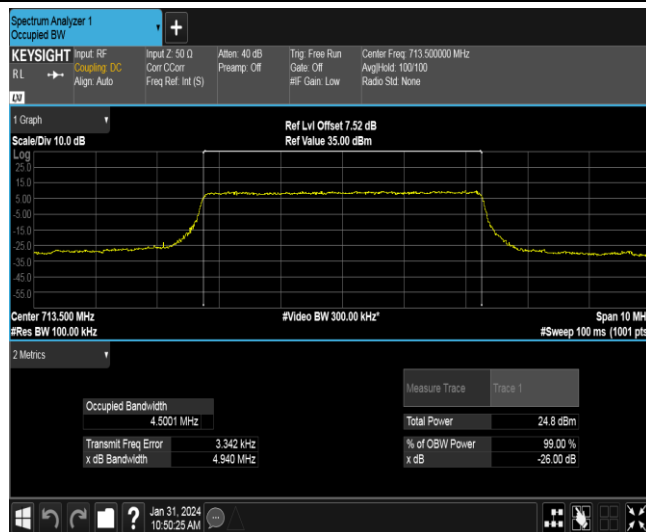 Spectrum Analyzer 1
Occupied BW
+
KEYSIGHT
RL
LXI
Input: RF
Coupling: DC
Align: Auto
Input Z: 50 Ω
Corr CCorr
Freq Ref: Int (S)
Atten: 40 dB
Preamp: Off
Trig: Free Run
Gate: Off
#IF Gain: Low
Center Freq: 713.500000 MHz
Avg|Hold: 100/100
Radio Std: None
1 Graph
Scale/Div 10.0 dB
Ref Lvl Offset 7.52 dB
Ref Value 35.00 dBm
Log
25.0
15.0
5.00
-5.00
-15.0
-25.0
-35.0
-45.0
-55.0
Center 713.500 MHz
#Res BW 100.00 kHz
#Video BW 300.00 kHz*
Span 10 MH
#Sweep 100 ms (1001 pts
2 Metrics
Occupied Bandwidth
4.5001 MHz
Transmit Freq Error 3.342 kHz
x dB Bandwidth 4.940 MHz
Measure Trace Trace 1
Total Power 24.8 dBm
% of OBW Power 99.00 %
x dB -26.00 dB
?
Jan 31, 2024
10:50:25 AM